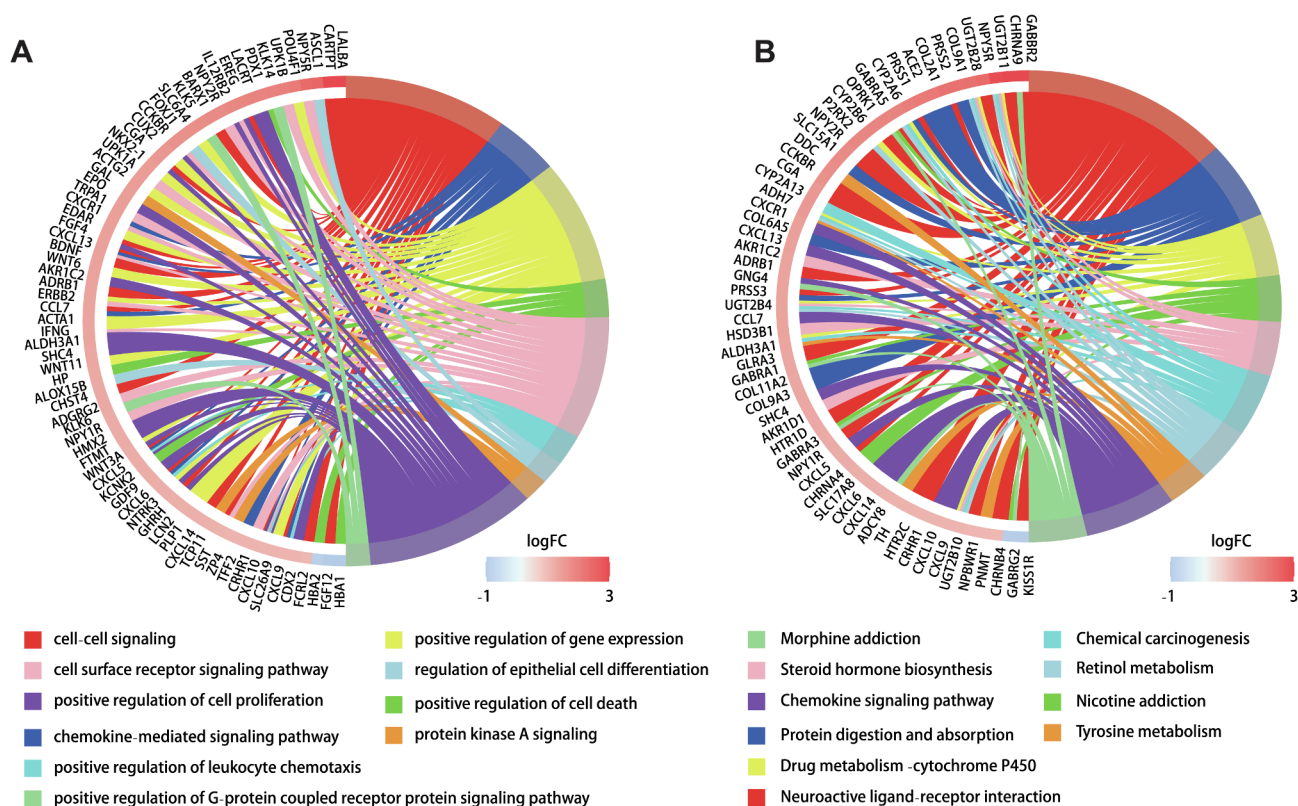 A
LALBA
CARTPT
ASCL1
NPY5R
POU4F1
UPK1B
KLK14
PDX1
LACRT
EREG
IL12RB2
NPY2R
BARX1
KLK5
SLC6A4
FOXJ1
CCKBR
CUX2
CGA
NKX2-1
UPK1A
ACTG2
GAL
EPO
TRPA1
CXCR1
EDAR
FGF4
CXCL13
BDNF
WNT6
AKR1C2
ADRB1
ERBB2
CCL7
ACTA1
IFNG
ALDH3A1
SHC4
WNT11
HP
ALOX15B
CHST4
ADGRG2
KLK6
NPY1R
HMX2
FTMT
WNT3A
CXCL5
KCNK2
GDF9
CXCL6
NTRK3
GHRH
LCN2
PLP1
CXCL14
TCP11
SST
ZP4
TFF2
CRHR1
CXCL10
SLC26A9
CXCL9
CDX2
FCRL2
HBA2
FGF12
HBA1
logFC
-1
3
cell-cell signaling
cell surface receptor signaling pathway
positive regulation of cell proliferation
chemokine-mediated signaling pathway
positive regulation of leukocyte chemotaxis
positive regulation of G-protein coupled receptor protein signaling pathway
positive regulation of gene expression
regulation of epithelial cell differentiation
positive regulation of cell death
protein kinase A signaling
B
GABBR2
CHRNA9
UGT2B11
NPY5R
UGT2B28
COL9A1
PRSS2
COL2A1
ACE2
PRSS1
CYP2A6
GABRA5
OPRK1
CYP2B6
P2RX2
NPY2R
SLC15A1
DDC
CCKBR
CGA
CYP2A13
ADH7
CXCR1
COL6A5
CXCL13
AKR1C2
ADRB1
GNG4
PRSS3
UGT2B4
CCL7
HSD3B1
ALDH3A1
GLRA3
GABRA1
COL11A2
COL9A3
SHC4
AKR1D1
HTR1D
GABRA3
NPY1R
CXCL5
CHRNA4
SLC17A8
CXCL6
CXCL14
ADCY8
TH
HTR2C
CRHR1
CXCL10
CXCL9
UGT2B10
NPBWR1
PNMT
CHRNB4
GABRG2
KISS1R
logFC
-1
3
Morphine addiction
Steroid hormone biosynthesis
Chemokine signaling pathway
Protein digestion and absorption
Drug metabolism -cytochrome P450
Neuroactive ligand-receptor interaction
Chemical carcinogenesis
Retinol metabolism
Nicotine addiction
Tyrosine metabolism